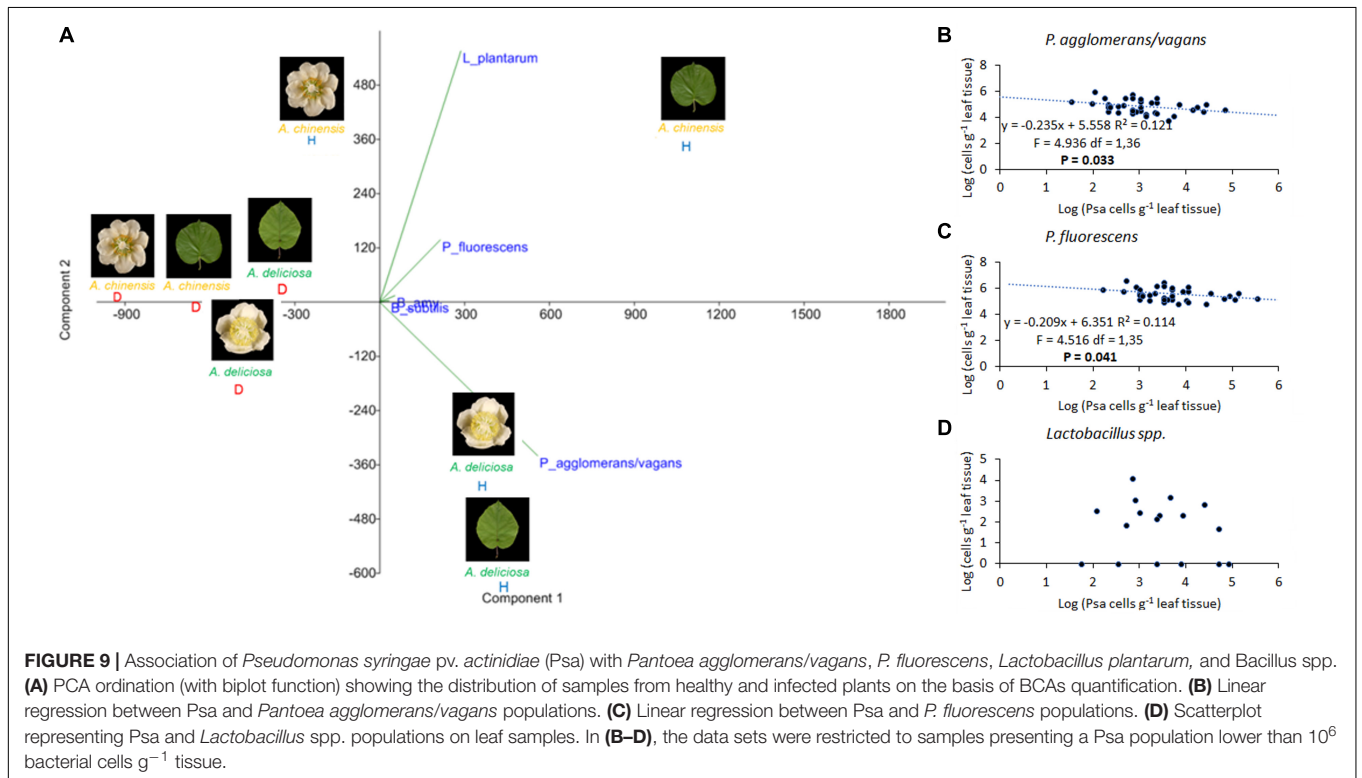 A
Component 2
480
360
240
120
-120
-240
-360
-480
-600
-900
-300
300
600
900
1200
1500
1800
Component 1
L_plantarum
P_fluorescens
B_amy
B_subtilis
P_agglomerans/vagans
A. chinensis
H
A. chinensis
H
A. chinensis
D
A. chinensis
D
A. deliciosa
D
A. deliciosa
D
A. deliciosa
H
A. deliciosa
H
B
P. agglomerans/vagans
Log (cells g⁻¹ leaf tissue)
8
6
4
2
0
y = -0.235x + 5.558 R² = 0.121
F = 4.936 df = 1,36
P = 0.033
0 1 2 3 4 5 6
Log (Psa cells g⁻¹ leaf tissue)
C
P. fluorescens
Log (cells g⁻¹ leaf tissue)
8
6
4
2
0
y = -0.209x + 6.351 R² = 0.114
F = 4.516 df = 1,35
P = 0.041
0 1 2 3 4 5 6
Log (Psa cells g⁻¹ leaf tissue)
D
Lactobacillus spp.
Log (cells g⁻¹ leaf tissue)
5
4
3
2
1
0
0 1 2 3 4 5 6
Log (Psa cells g⁻¹ leaf tissue)
FIGURE 9 | Association of Pseudomonas syringae pv. actinidiae (Psa) with Pantoea agglomerans/vagans, P. fluorescens, Lactobacillus plantarum, and Bacillus spp.
(A) PCA ordination (with biplot function) showing the distribution of samples from healthy and infected plants on the basis of BCAs quantification. (B) Linear
regression between Psa and Pantoea agglomerans/vagans populations. (C) Linear regression between Psa and P. fluorescens populations. (D) Scatterplot
representing Psa and Lactobacillus spp. populations on leaf samples. In (B–D), the data sets were restricted to samples presenting a Psa population lower than 10⁶
bacterial cells g⁻¹ tissue.